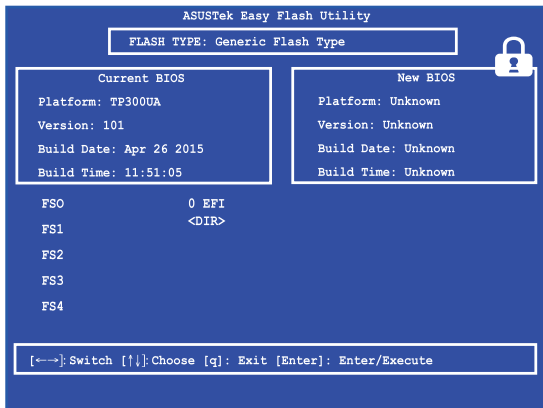 ASUSTek Easy Flash Utility
FLASH TYPE: Generic Flash Type
Current BIOS
Platform: TP300UA
Version: 101
Build Date: Apr 26 2015
Build Time: 11:51:05
New BIOS
Platform: Unknown
Version: Unknown
Build Date: Unknown
Build Time: Unknown
FSO
FS1
FS2
FS3
FS4
0 EFI
<DIR>
[←→]: Switch [↑↓]: Choose [q]: Exit [Enter]: Enter/Execute